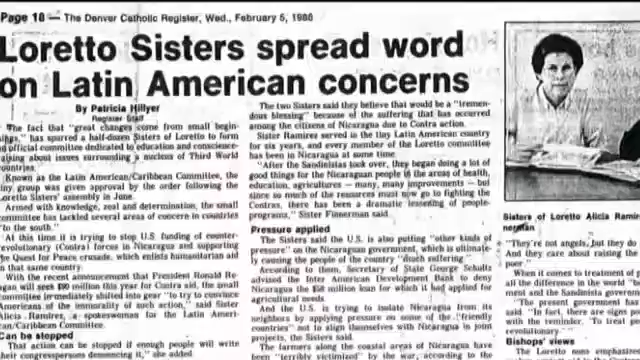 Page 18 — The Denver Catholic Register, Wed., February 5, 1986
Loretto Sisters spread word
on Latin American concerns
By Patricia Hillyer
Register Staff
The fact that "great changes come from small begin-
ings," has spurred a half-dozen Sisters of Loretto to form
official committee dedicated to education and conscience-
raising about issues surrounding a nucleus of Third World
countries.
Known as the Latin American/Caribbean Committee, the
iny group was given approval by the order following the
Loretto Sisters' assembly in June.
Armed with knowledge, zeal and determination, the small
committee has tackled several areas of concern in countries
"to the south."
At this time it is trying to stop U.S. funding of counter-
revolutionary (Contra) forces in Nicaragua and supporting
he Quest for Peace crusade, which enlists humanitarian aid
n that same country.
With the recent announcement that President Ronald Re-
gan will seek $90 million this year for Contra aid, the small
committee immediately shifted into gear "to try to convince
Americans of the immorality of such action," said Sister
Alicia Ramirez, a spokeswoman for the Latin Ameri-
can/Caribbean Committee.
Can be stopped
"That action can be stopped if enough people will write
their congresspersons denouncing it," she added.
The two Sisters said they believe that would be a "tremen-
dous blessing" because of the suffering that has occurred
among the citizens of Nicaragua due to Contra action.
Sister Ramirez served in the tiny Latin American country
for six years, and every member of the Loretto committee
has been in Nicaragua at some time.
"After the Sandinistas took over, they began doing a lot of
good things for the Nicaraguan people in the areas of health,
education, agricultures — many, many improvements — but
since so much of the resources must now go to fighting the
Contras, there has been a dramatic lessening of people-
programs," Sister Finnerman said.
Pressure applied
The Sisters said the U.S. is also putting "other kinds of
pressure" on the Nicaraguan government, which is ultimate-
ly causing the people of the country "much suffering."
According to them, Secretary of State George Schultz
advised the Inter American Development Bank to deny
Nicaragua the $58 million loan for which it had applied for
agricultural needs.
And the U.S. is trying to isolate Nicaragua from its
neighbors by applying pressure on some of the "friendly
countries" not to align themselves with Nicaragua in joint
projects, the Sisters said.
The farmers along the coastal areas of Nicaragua have
been "terribly victimized" by the war, according to the
Sisters of Loretto Alicia Rami
nerman
"They're not angels, but they do
And they care about raising the
poor."
When it comes to treatment of p
all the difference in the world "be
ment and the Sandinista governm
"The present government has
said. "In fact, there are signs po
with the reminder, 'To treat pe
revolutionary.'"
Bishops' views
The Loretto nuns emphasized